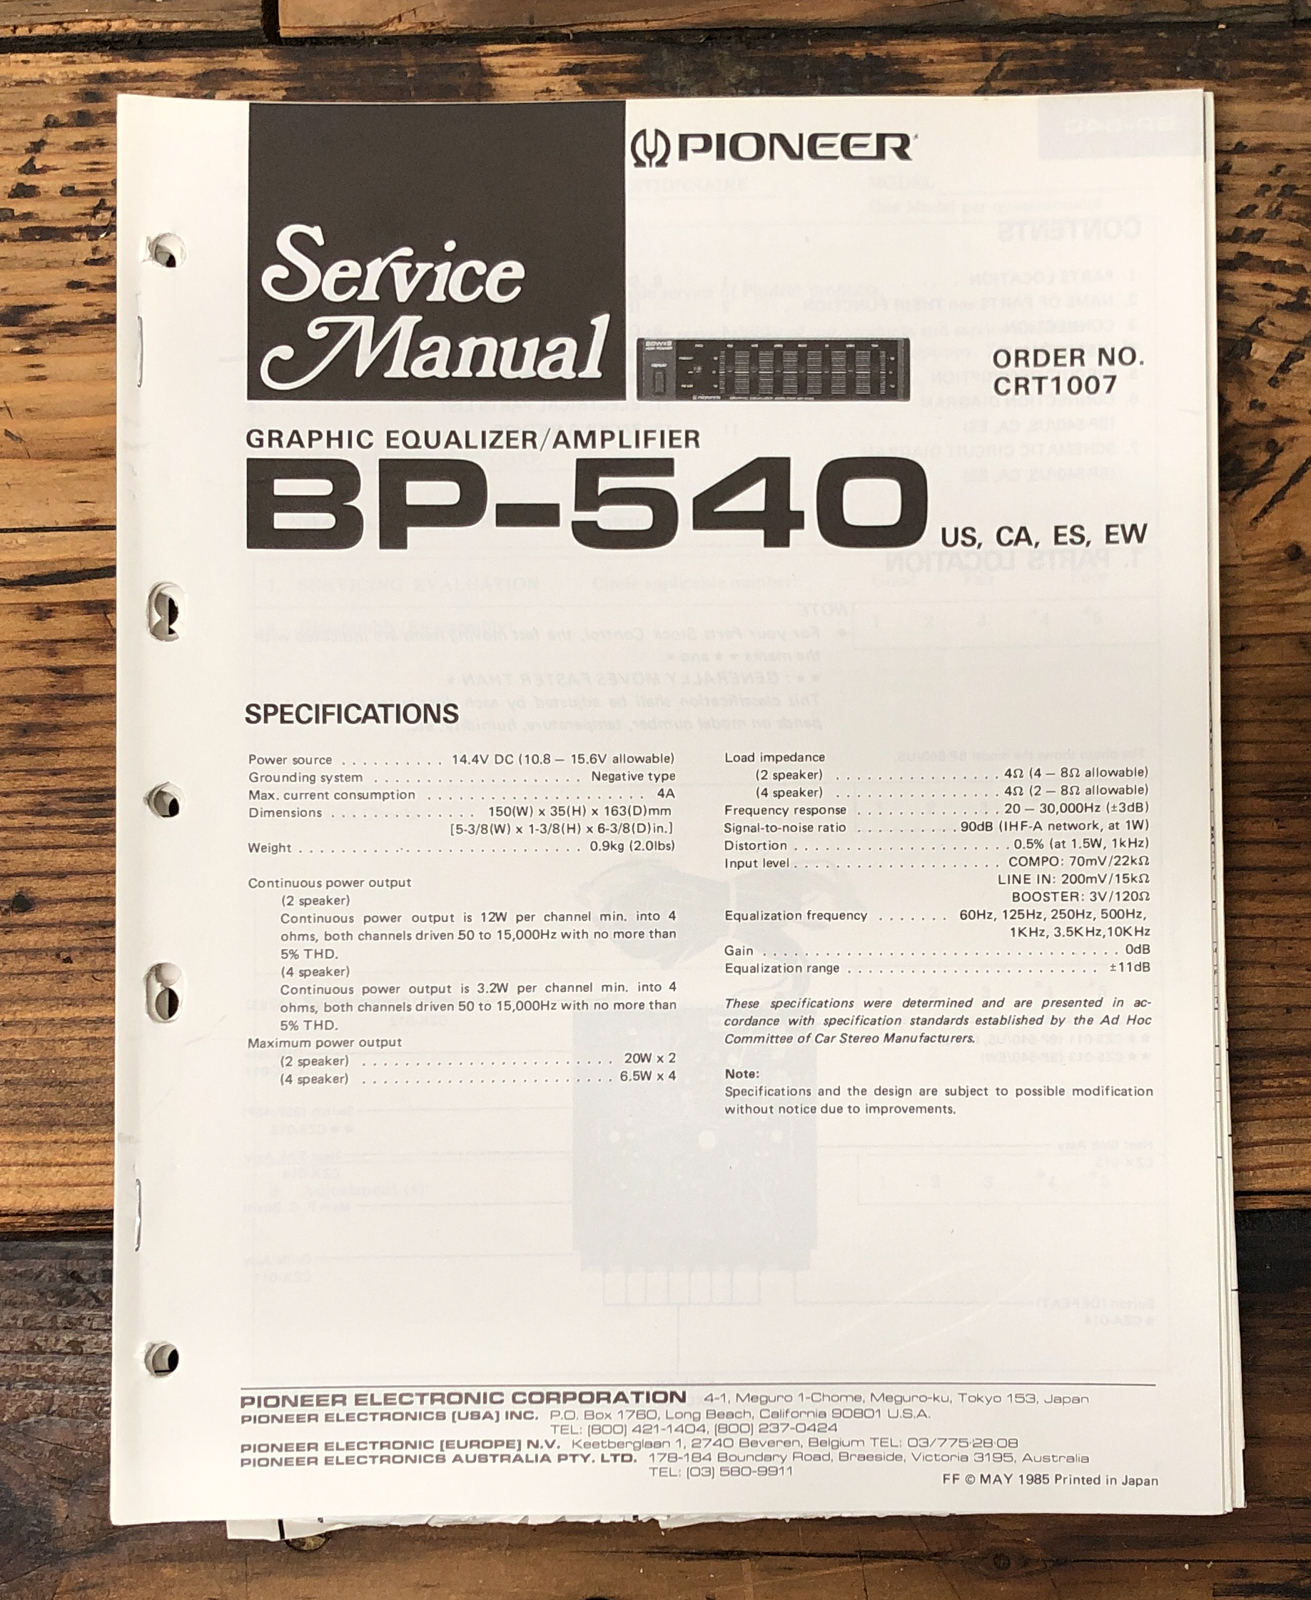 Service
Manual
PIONEER
ORDER NO.
CRT1007
GRAPHIC EQUALIZER/AMPLIFIER
BP-540 US, CA, ES, EW
SPECIFICATIONS
Power source . . . . . . . . . . 14.4V DC (10.8 – 15.6V allowable)
Grounding system . . . . . . . . . . . . . . . . . . . . . Negative type
Max. current consumption . . . . . . . . . . . . . . . . . . . . . . 4A
Dimensions . . . . . . . . . . . . . . 150(W) x 35(H) x 163(D)mm
[5-3/8(W) x 1-3/8(H) x 6-3/8(D)in.]
Weight . . . . . . . . . . . . . . . . . . . . . . . . . . . . 0.9kg (2.0lbs)
Continuous power output
(2 speaker)
Continuous power output is 12W per channel min. into 4
ohms, both channels driven 50 to 15,000Hz with no more than
5% THD.
(4 speaker)
Continuous power output is 3.2W per channel min. into 4
ohms, both channels driven 50 to 15,000Hz with no more than
5% THD.
Maximum power output
(2 speaker) . . . . . . . . . . . . . . . . . . . . . . . . . 20W x 2
(4 speaker) . . . . . . . . . . . . . . . . . . . . . . . . . 6.5W x 4
Load impedance
(2 speaker) . . . . . . . . . . . . . . . . 4Ω (4 – 8Ω allowable)
(4 speaker) . . . . . . . . . . . . . . . . 4Ω (2 – 8Ω allowable)
Frequency response . . . . . . . . . . . . . . 20 – 30,000Hz (±3dB)
Signal-to-noise ratio . . . . . . . . . . 90dB (IHF-A network, at 1W)
Distortion . . . . . . . . . . . . . . . . . . . . . 0.5% (at 1.5W, 1kHz)
Input level . . . . . . . . . . . . . . . . . . . . COMPO: 70mV/22kΩ
LINE IN: 200mV/15kΩ
BOOSTER: 3V/120Ω
Equalization frequency . . . . . . . 60Hz, 125Hz, 250Hz, 500Hz,
1KHz, 3.5KHz,10KHz
Gain . . . . . . . . . . . . . . . . . . . . . . . . . . . . . . . . . . . 0dB
Equalization range . . . . . . . . . . . . . . . . . . . . . . . . ±11dB
These specifications were determined and are presented in ac-
cordance with specification standards established by the Ad Hoc
Committee of Car Stereo Manufacturers.
Note:
Specifications and the design are subject to possible modification
without notice due to improvements.
PIONEER ELECTRONIC CORPORATION 4-1, Meguro 1-Chome, Meguro-ku, Tokyo 153, Japan
PIONEER ELECTRONICS [USA] INC. P.O. Box 1760, Long Beach, California 90801 U.S.A.
TEL: (800) 421-1404, (800) 237-0424
PIONEER ELECTRONIC [EUROPE] N.V. Keetberglaan 1, 2740 Beveren, Belgium TEL: 03/775·28·08
PIONEER ELECTRONICS AUSTRALIA PTY. LTD. 178-184 Boundary Road, Braeside, Victoria 3195, Australia
TEL: (03) 580-9911
FF © MAY 1985 Printed in Japan